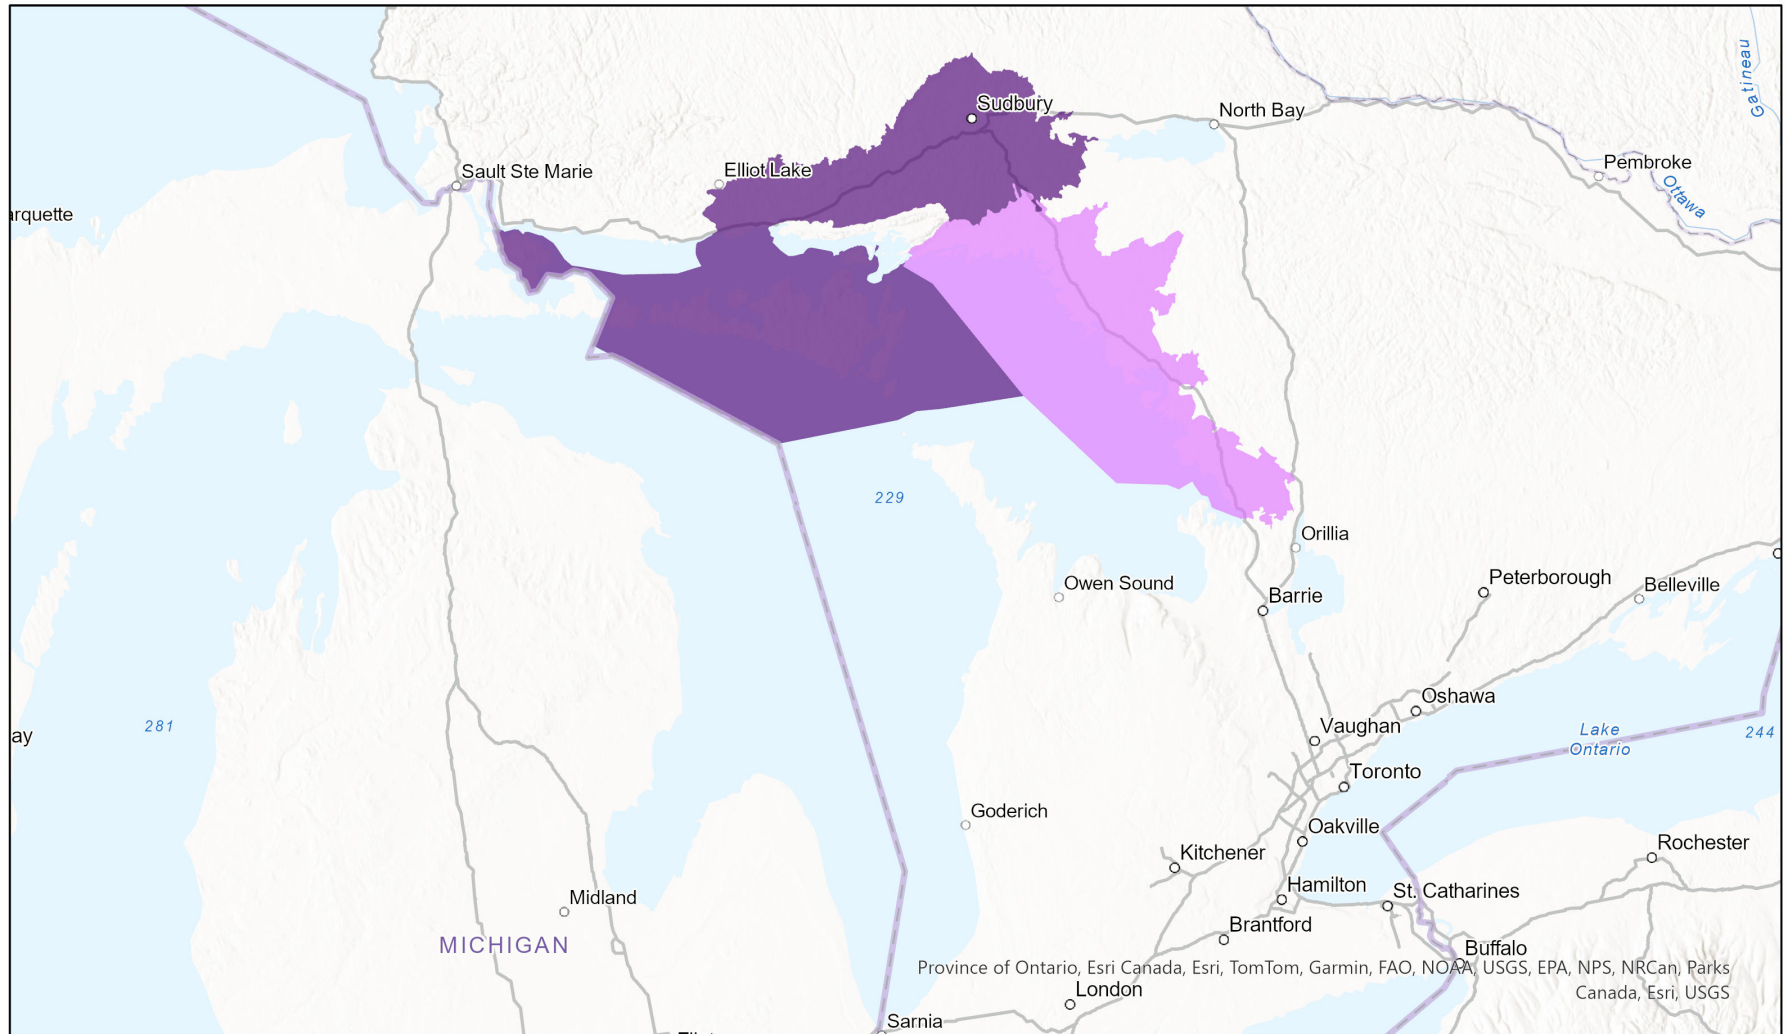 Gatineau
Sudbury
North Bay
Pembroke
Elliot Lake
Sault Ste Marie
Ottawa
arquette
229
Orillia
Peterborough
Owen Sound
Belleville
Barrie
Oshawa
281
Vaughan
Lake
Ontario
244
ay
Toronto
Goderich
Oakville
Rochester
Kitchener
Hamilton
St. Catharines
Midland
Brantford
MICHIGAN
Buffalo
Province of Ontario, Esri Canada, Esri, TomTom, Garmin, FAO, NOAA, USGS, EPA, NPS, NRCan, Parks
Canada, Esri, USGS
London
Sarnia